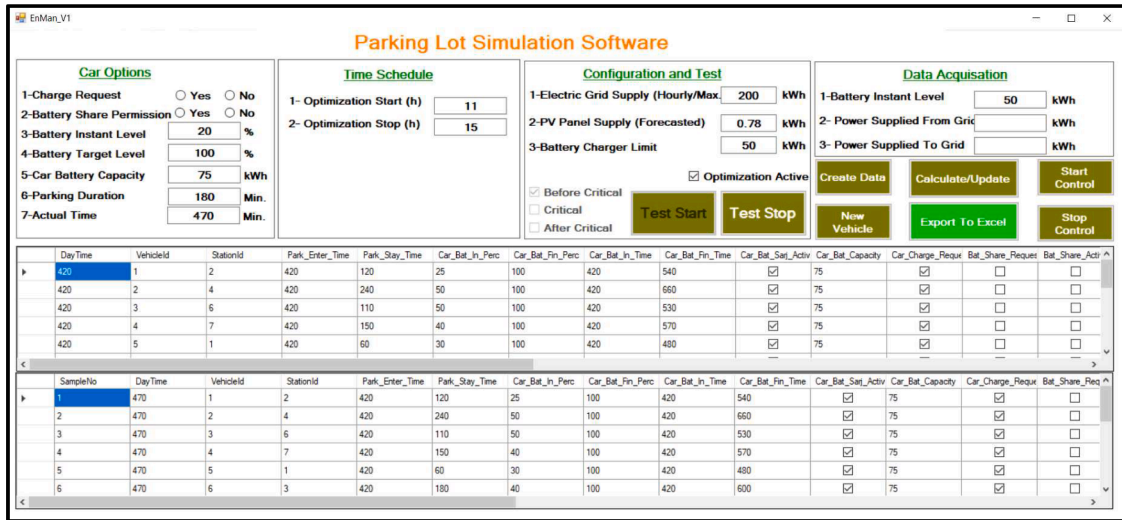 EnMan_V1
Parking Lot Simulation Software
Car Options
1-Charge Request Yes No
2-Battery Share Permission Yes No
3-Battery Instant Level 20 %
4-Battery Target Level 100 %
5-Car Battery Capacity 75 kWh
6-Parking Duration 180 Min.
7-Actual Time 470 Min.
Time Schedule
1- Optimization Start (h) 11
2- Optimization Stop (h) 15
Configuration and Test
1-Electric Grid Supply (Hourly/Max. 200 kWh
2-PV Panel Supply (Forecasted) 0.78 kWh
3-Battery Charger Limit 50 kWh
Optimization Active
Before Critical
Critical
After Critical
Test Start Test Stop
Data Acquisation
1-Battery Instant Level 50 kWh
2- Power Supplied From Grid kWh
3- Power Supplied To Grid kWh
Create Data Calculate/Update Start Control
New Vehicle Export To Excel Stop Control
DayTime VehicleId StationId Park_Enter_Time Park_Stay_Time Car_Bat_In_Perc Car_Bat_Fin_Perc Car_Bat_In_Time Car_Bat_Fin_Time Car_Bat_Sarj_Activ Car_Bat_Capacity Car_Charge_Reque Bat_Share_Reques Bat_Share_Activ
420 1 2 420 120 25 100 420 540 75
420 2 4 420 240 50 100 420 660 75
420 3 6 420 110 50 100 420 530 75
420 4 7 420 150 40 100 420 570 75
420 5 1 420 60 30 100 420 480 75
SampleNo DayTime VehicleId StationId Park_Enter_Time Park_Stay_Time Car_Bat_In_Perc Car_Bat_Fin_Perc Car_Bat_In_Time Car_Bat_Fin_Time Car_Bat_Sarj_Activ Car_Bat_Capacity Car_Charge_Reque Bat_Share_Req
1 470 1 2 420 120 25 100 420 540 75
2 470 2 4 420 240 50 100 420 660 75
3 470 3 6 420 110 50 100 420 530 75
4 470 4 7 420 150 40 100 420 570 75
5 470 5 1 420 60 30 100 420 480 75
6 470 6 3 420 180 40 100 420 600 75